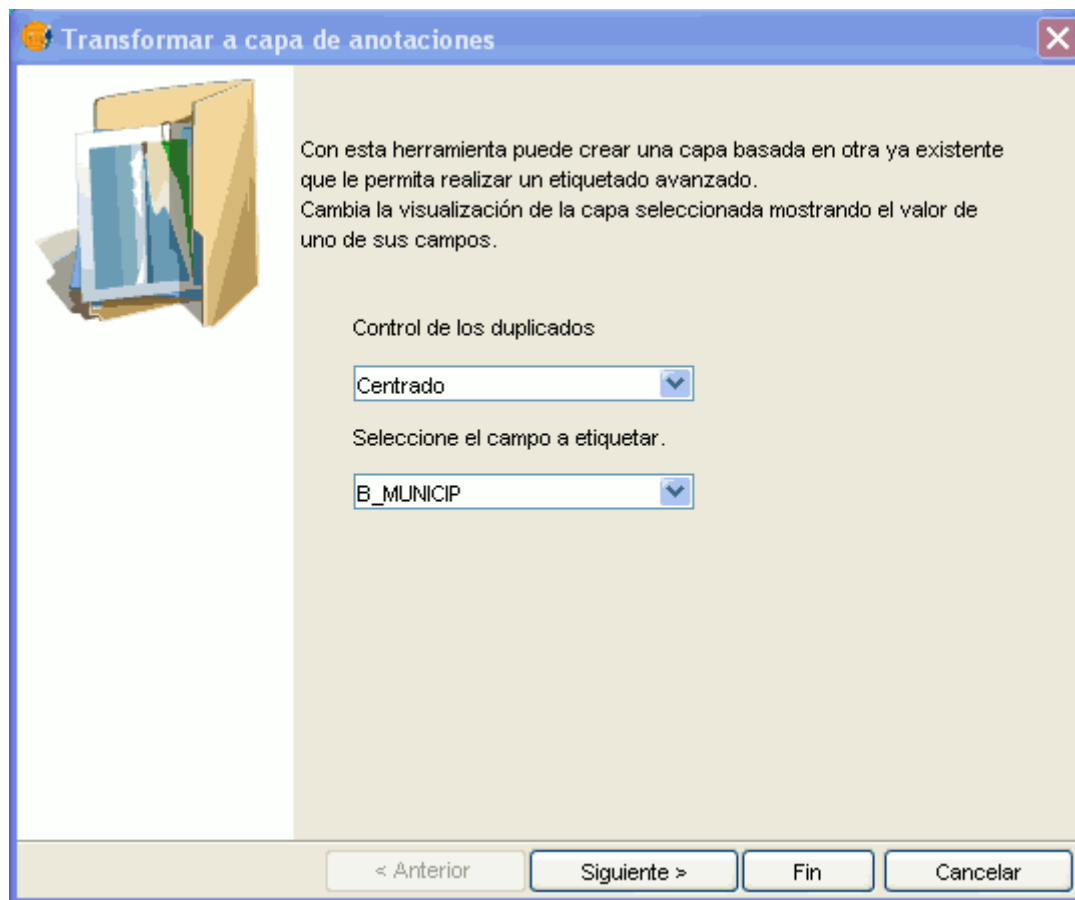 Transformar a capa de anotaciones
Con esta herramienta puede crear una capa basada en otra ya existente
que le permita realizar un etiquetado avanzado.
Cambia la visualización de la capa seleccionada mostrando el valor de
uno de sus campos.
Control de los duplicados
Centrado
Seleccione el campo a etiquetar.
B_MUNICIP
< Anterior
Siguiente >
Fin
Cancelar